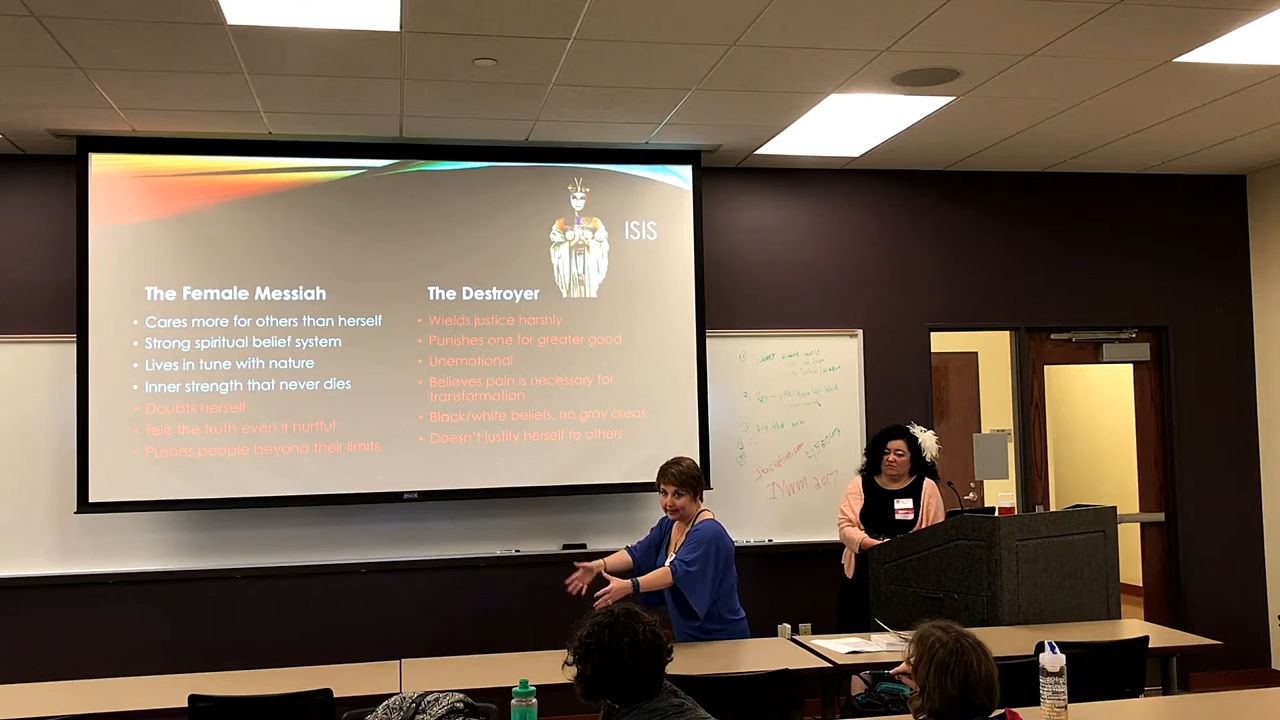 ISIS
The Female Messiah
• Cares more for others than herself
• Strong spiritual belief system
• Lives in tune with nature
• Inner strength that never dies
• Doubts herself
• Tells the truth even if hurtful
• Pushes people beyond their limits
The Destroyer
• Wields justice harshly
• Punishes one for greater good
• Unemotional
• Believes pain is necessary for
transformation
• Black/white beliefs, no gray areas
• Doesn't justify herself to others
IYWM 2017